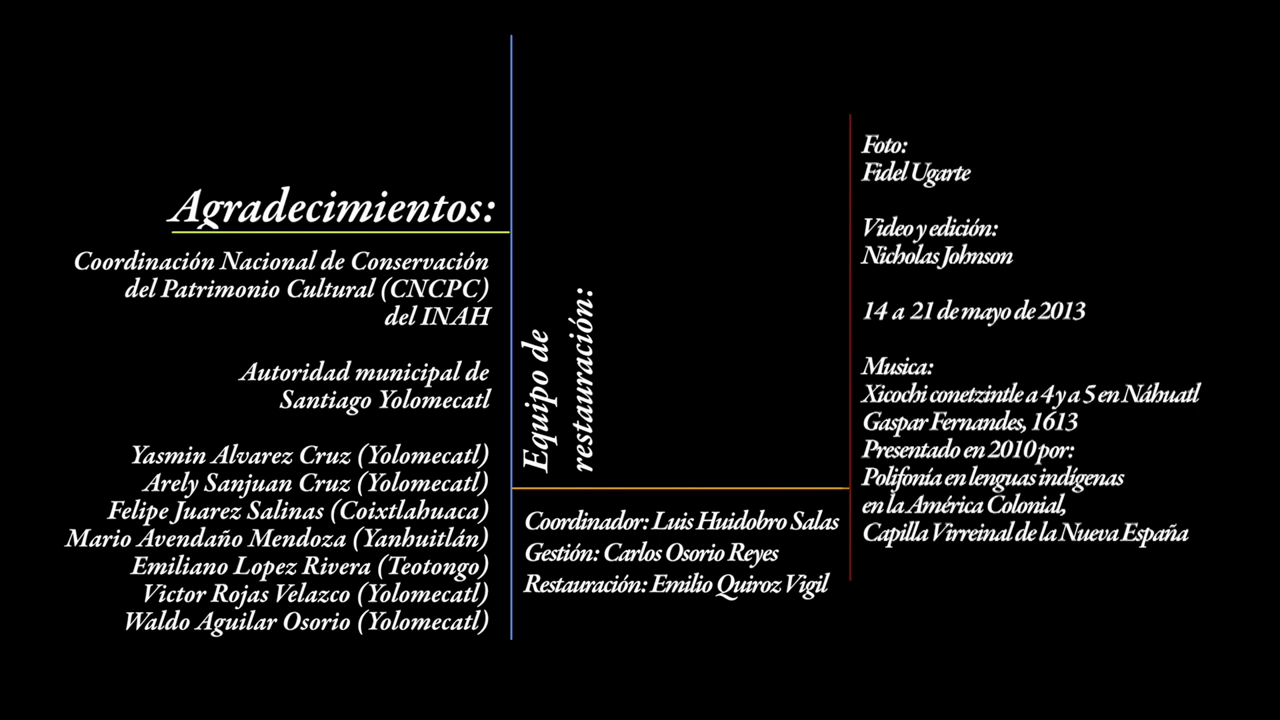 Agradecimientos:
Coordinación Nacional de Conservación
del Patrimonio Cultural (CNCPC)
del INAH
Autoridad municipal de
Santiago Yolomecatl
Yasmin Alvarez Cruz (Yolomecatl)
Arely Sanjuan Cruz (Yolomecatl)
Felipe Juarez Salinas (Coixtlahuaca)
Mario Avendaño Mendoza (Yanhuitlán)
Emiliano Lopez Rivera (Teotongo)
Victor Rojas Velazco (Yolomecatl)
Waldo Aguilar Osorio (Yolomecatl)
Equipo de
restauración:
Coordinador: Luis Huidobro Salas
Gestión: Carlos Osorio Reyes
Restauración: Emilio Quiroz Vigil
Foto:
Fidel Ugarte
Video y edición:
Nicholas Johnson
14 a 21 de mayo de 2013
Musica:
Xicochi conetzintle a 4 y a 5 en Náhuatl
Gaspar Fernandes, 1613
Presentado en 2010 por:
Polifonía en lenguas indígenas
en la América Colonial,
Capilla Virreinal de la Nueva España